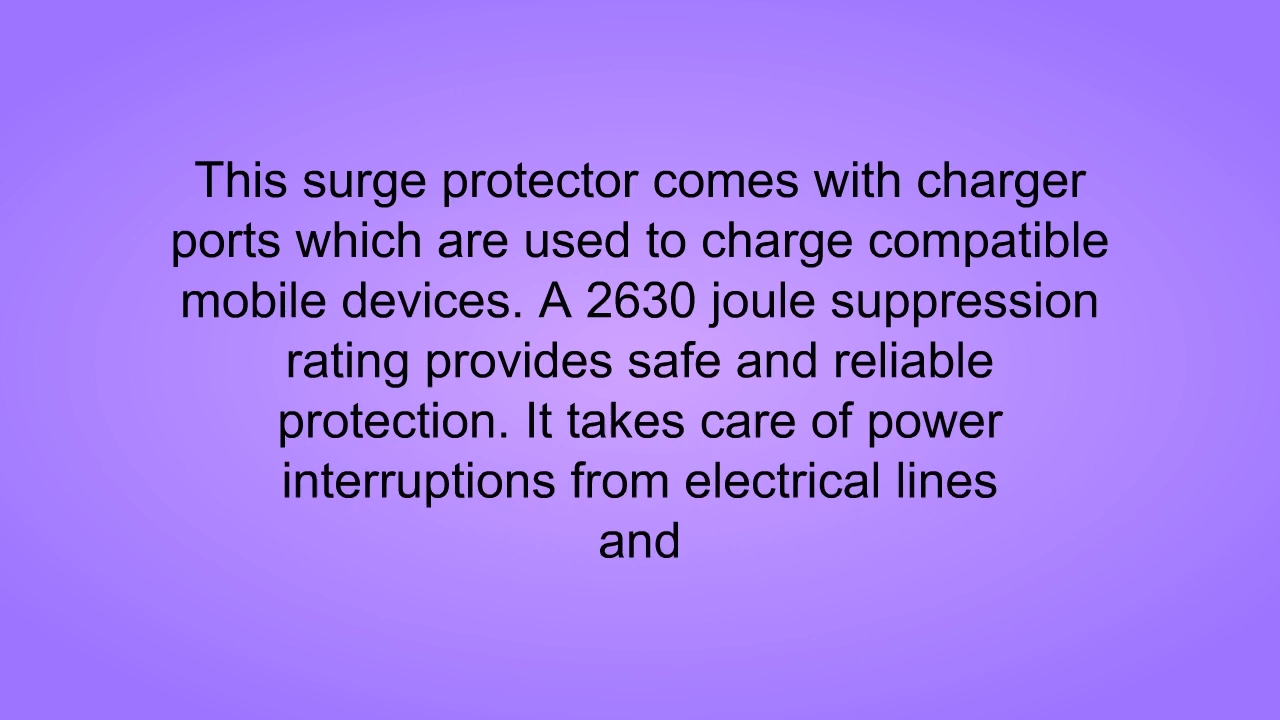 This surge protector comes with charger
ports which are used to charge compatible
mobile devices. A 2630 joule suppression
rating provides safe and reliable
protection. It takes care of power
interruptions from electrical lines
and